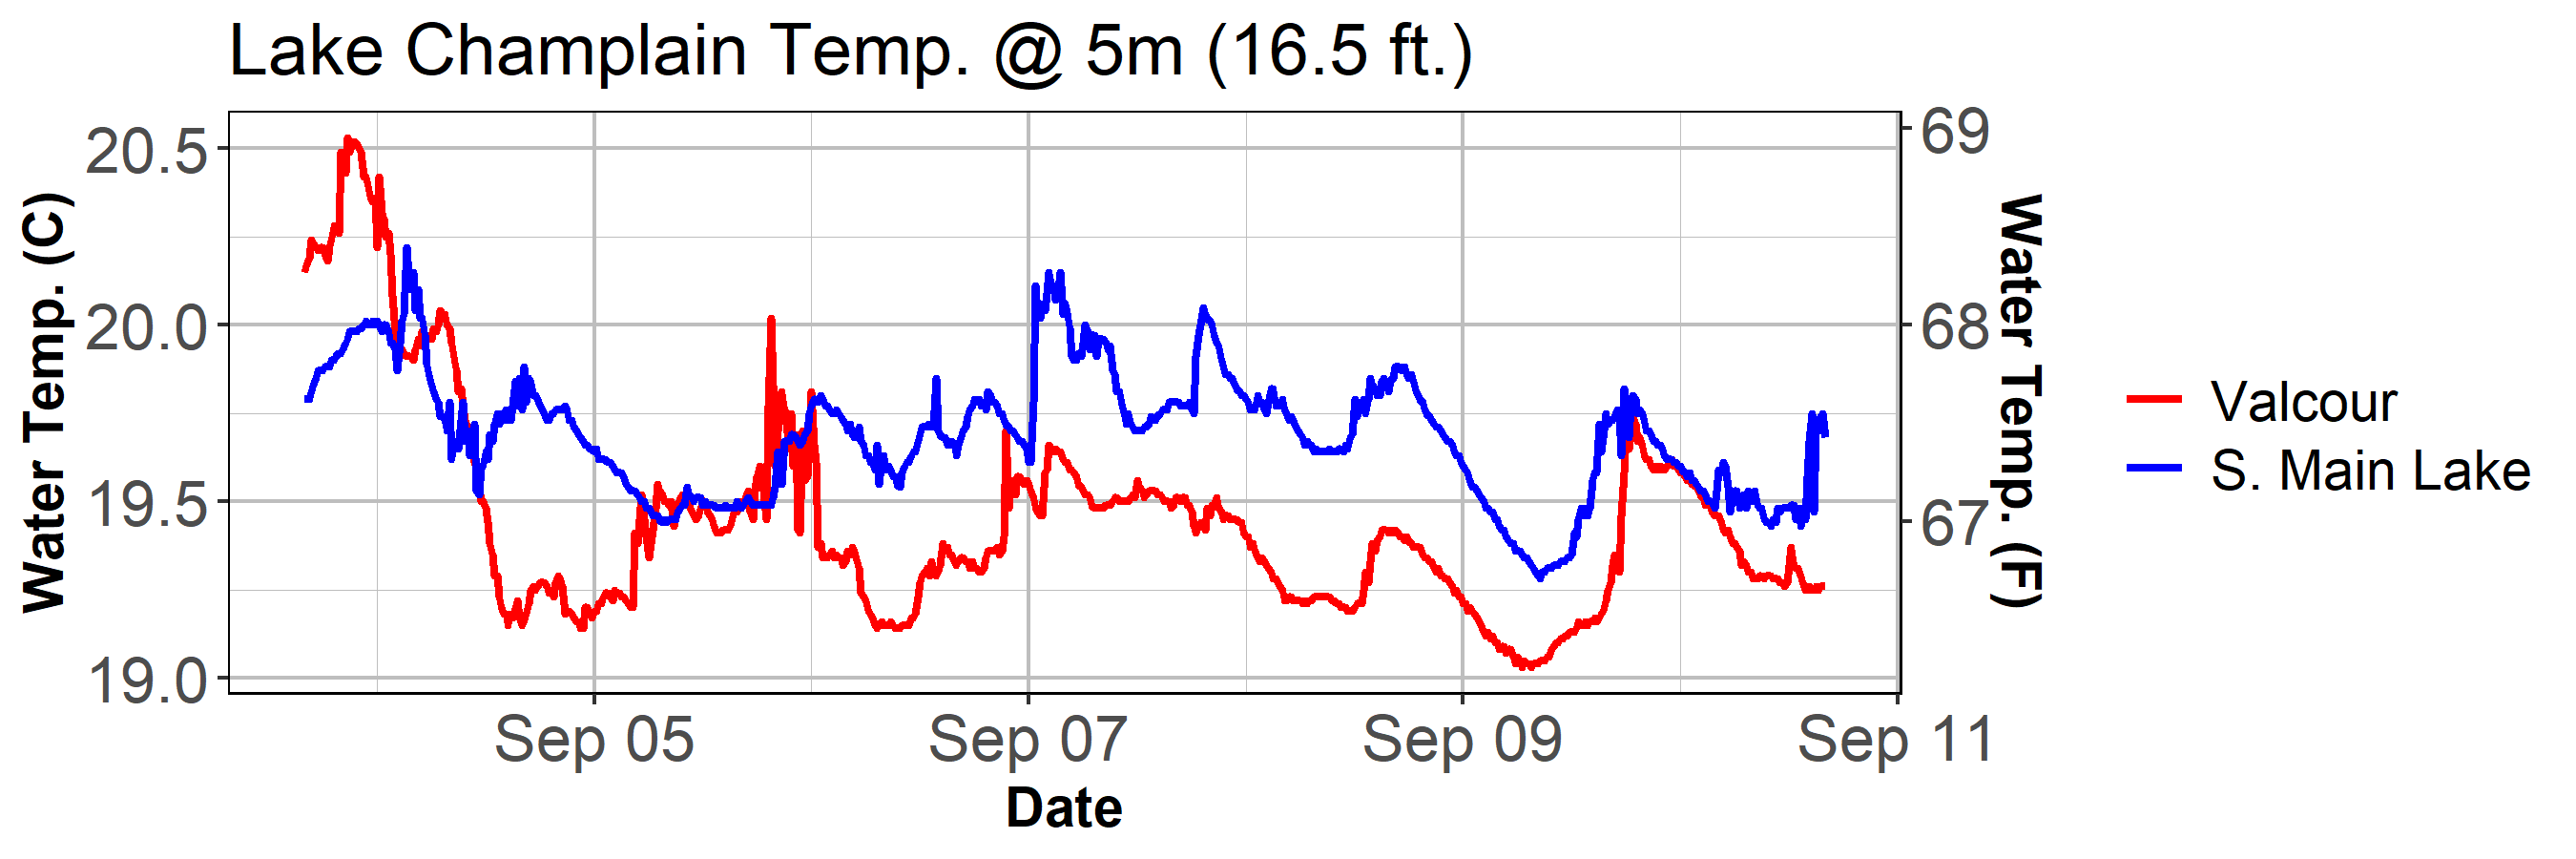 Lake Champlain Temp. @ 5m (16.5 ft.)
Water Temp. (C)
20.5
20.0
19.5
19.0
69
68
67
Water Temp. (F)
Sep 05
Sep 07
Sep 09
Sep 11
Date
Valcour
S. Main Lake